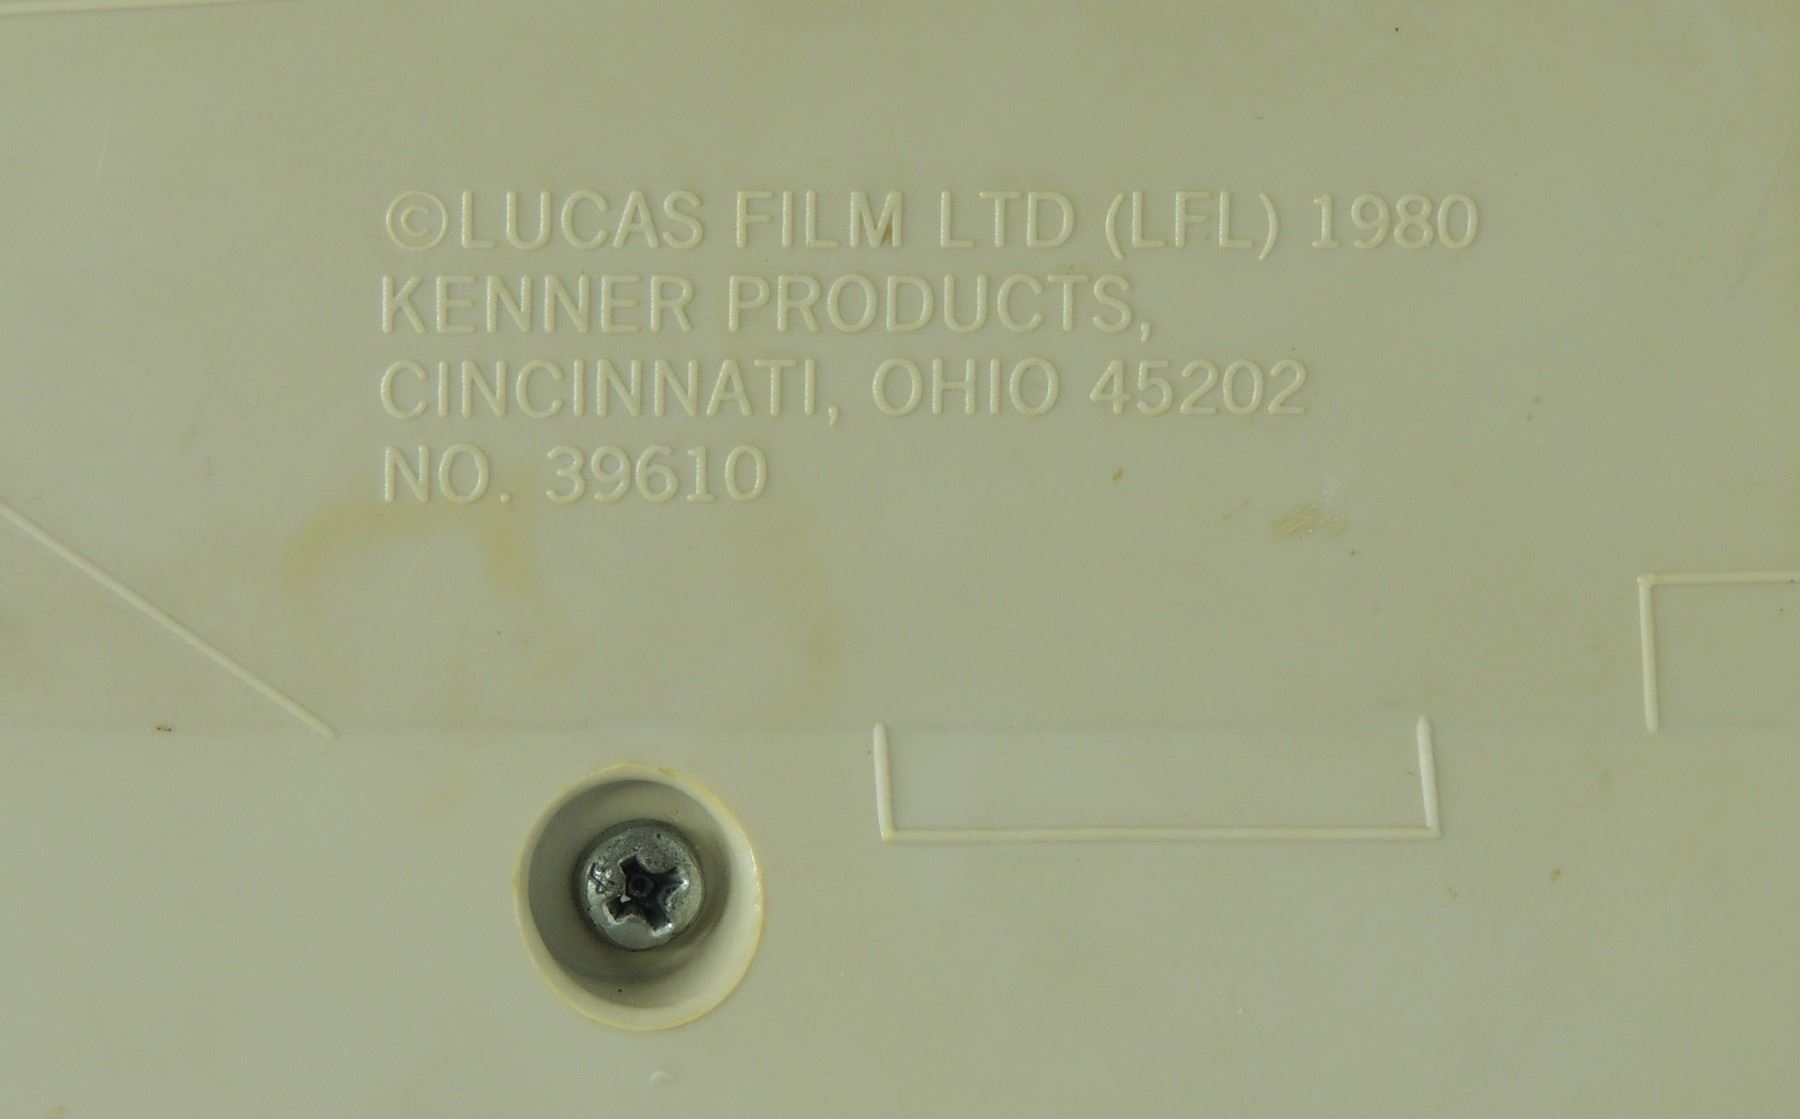 ©LUCAS FILM LTD (LFL) 1980
KENNER PRODUCTS,
CINCINNATI, OHIO 45202
NO. 39610